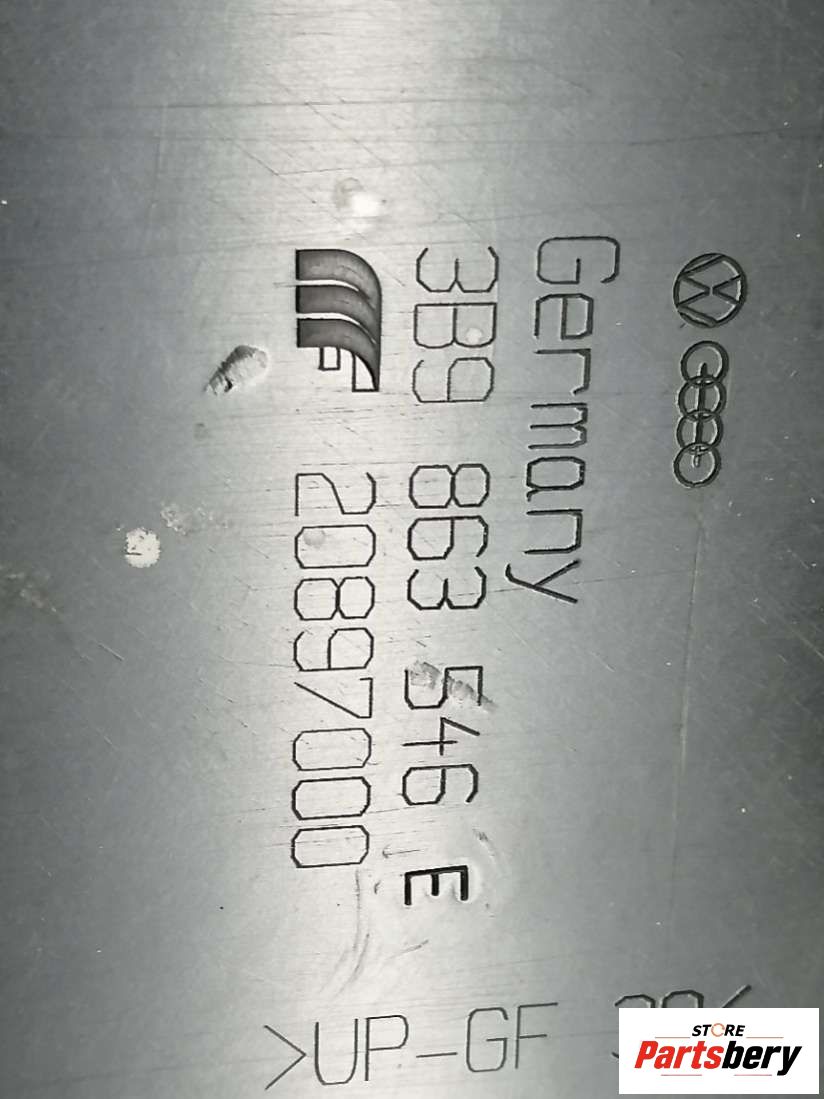 Germany
3B9 863 546 E
20897000
>UP-GF
STORE
Partsbery